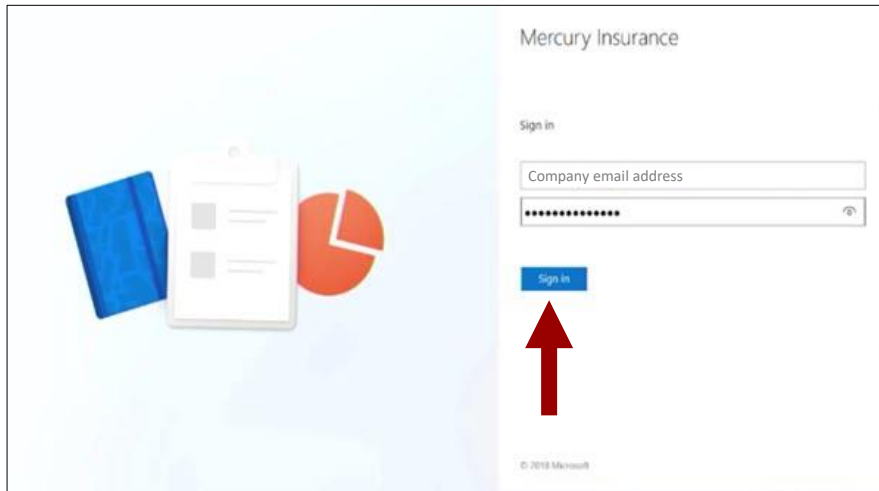 Mercury Insurance
Sign in
Company email address
••••••••••••••
Sign in
© 2018 Microsoft